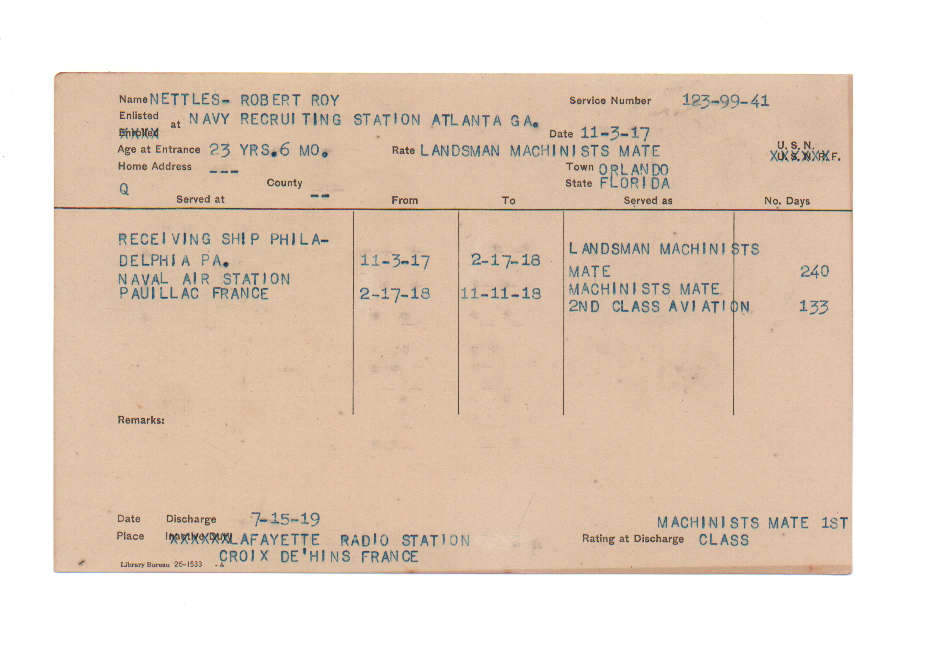 Name NETTLES- ROBERT ROY Service Number 123-99-41
Enlisted
Enrolled at NAVY RECRUITING STATION ATLANTA GA. Date 11-3-17
Age at Entrance 23 YRS.6 MO. Rate LANDSMAN MACHINISTS MATE U. S. N.
U. S. N. R. F.
Home Address --- Town ORLANDO
Q County -- State FLORIDA
Served at From To Served as No. Days
RECEIVING SHIP PHILA- LANDSMAN MACHINISTS
DELPHIA PA. 11-3-17 2-17-18 MATE 240
NAVAL AIR STATION MACHINISTS MATE
PAUILLAC FRANCE 2-17-18 11-11-18 2ND CLASS AVIATION 133
Remarks:
Date Discharge 7-15-19 MACHINISTS MATE 1ST
Place Inactive Duty LAFAYETTE RADIO STATION Rating at Discharge CLASS
CROIX DE'HINS FRANCE
Library Bureau 26-1533